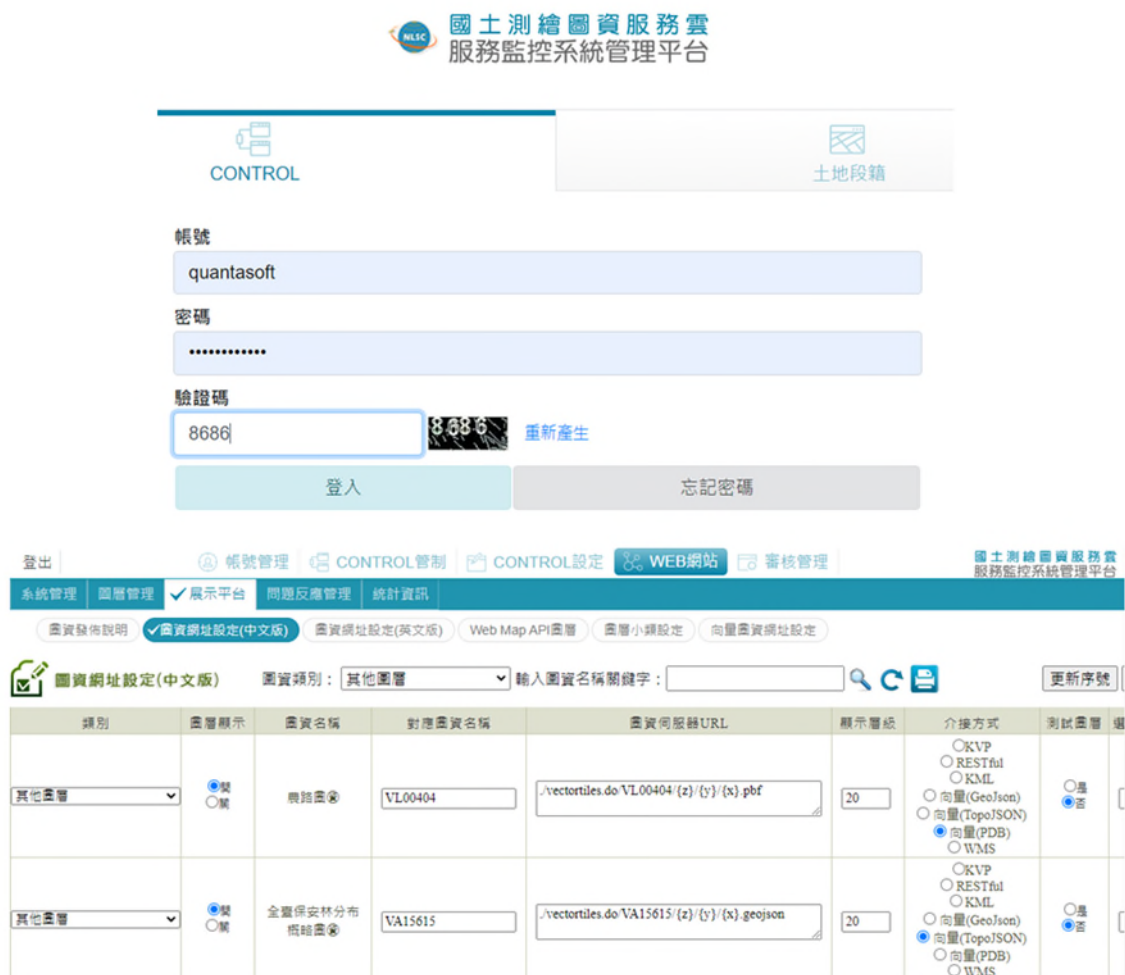 NLSC
國土測繪圖資服務雲
服務監控系統管理平台
CONTROL
土地段籍
帳號
quantasoft
密碼
••••••••••••
驗證碼
8686 8686 重新產生
登入 忘記密碼
登出 帳號管理 CONTROL管制 CONTROL設定 WEB網站 審核管理
國土測繪圖資服務雲
服務監控系統管理平台
系統管理 圖層管理 展示平台 問題反應管理 統計資訊
圖資發佈說明 圖資網址設定(中文版) 圖資網址設定(英文版) Web Map API圖層 圖層小類設定 向量圖資網址設定
圖資網址設定(中文版) 圖資類別： 其他圖層 輸入圖資名稱關鍵字： 更新序號
類別 圖層顯示 圖資名稱 對應圖資名稱 圖資伺服器URL 顯示層級 介接方式 測試圖層
其他圖層
開
關
農路圖
VL00404
./vectortiles.do/VL00404/{z}/{y}/{x}.pbf
20
KVP
RESTful
KML
向量(GeoJson)
向量(TopoJSON)
向量(PDB)
WMS
是
否
其他圖層
開
關
全臺保安林分布
概略圖
VA15615
./vectortiles.do/VA15615/{z}/{y}/{x}.geojson
20
KVP
RESTful
KML
向量(GeoJson)
向量(TopoJSON)
向量(PDB)
WMS
是
否